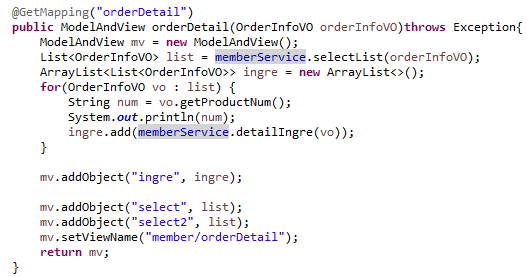 @GetMapping("orderDetail")
public ModelAndView orderDetail(OrderInfoVO orderInfoVO)throws Exception{
    ModelAndView mv = new ModelAndView();
    List<OrderInfoVO> list = memberService.selectList(orderInfoVO);
    ArrayList<List<OrderInfoVO>> ingre = new ArrayList<>();
    for(OrderInfoVO vo : list) {
        String num = vo.getProductNum();
        System.out.println(num);
        ingre.add(memberService.detailIngre(vo));
    }
    mv.addObject("ingre", ingre);
    mv.addObject("select", list);
    mv.addObject("select2", list);
    mv.setViewName("member/orderDetail");
    return mv;
}